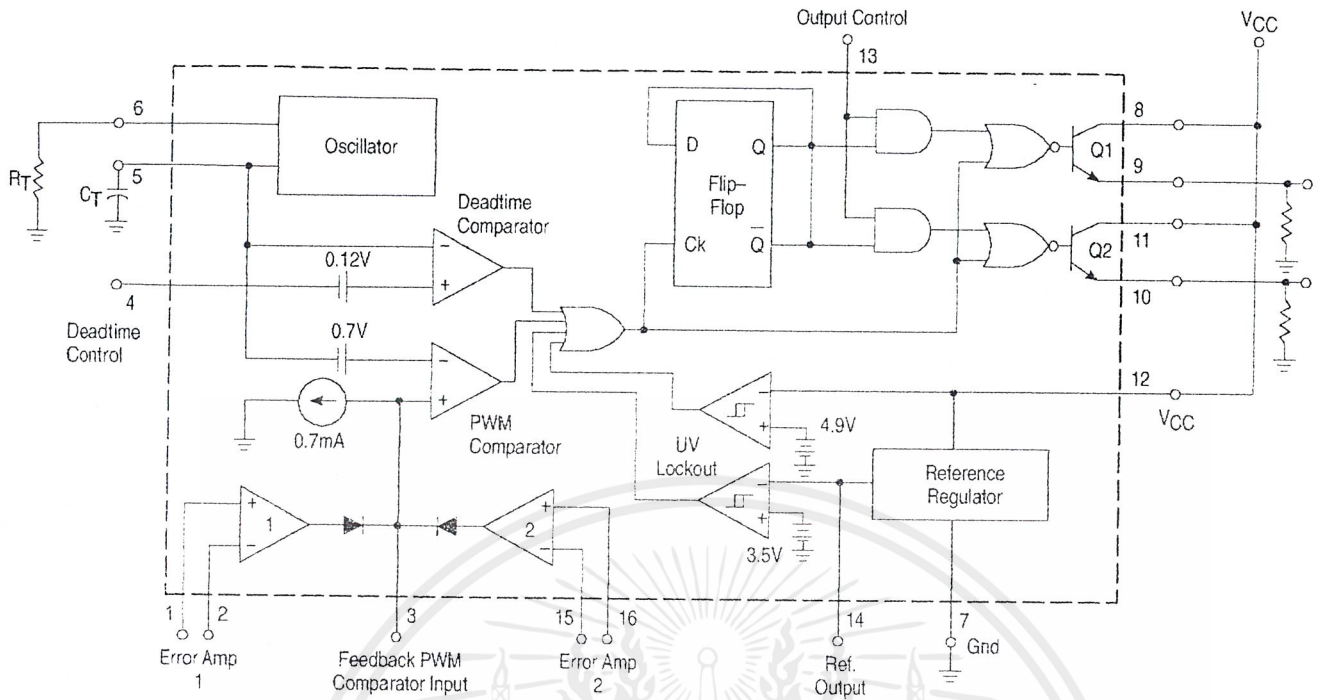 Output Control
VCC
13
6
Oscillator
8
D
Q
Q1
RT
5
CT
9
Flip–
Flop
Deadtime
Comparator
11
0.12V
Ck
Q
Q2
4
10
Deadtime
Control
0.7V
12
VCC
0.7mA
PWM
Comparator
4.9V
UV
Lockout
Reference
Regulator
1
2
3.5V
1
2
3
15
16
14
7
Gnd
Error Amp
1
Feedback PWM
Comparator Input
Error Amp
2
Ref.
Output
+
−
+
−
+
−
+
−
−
+
−
+